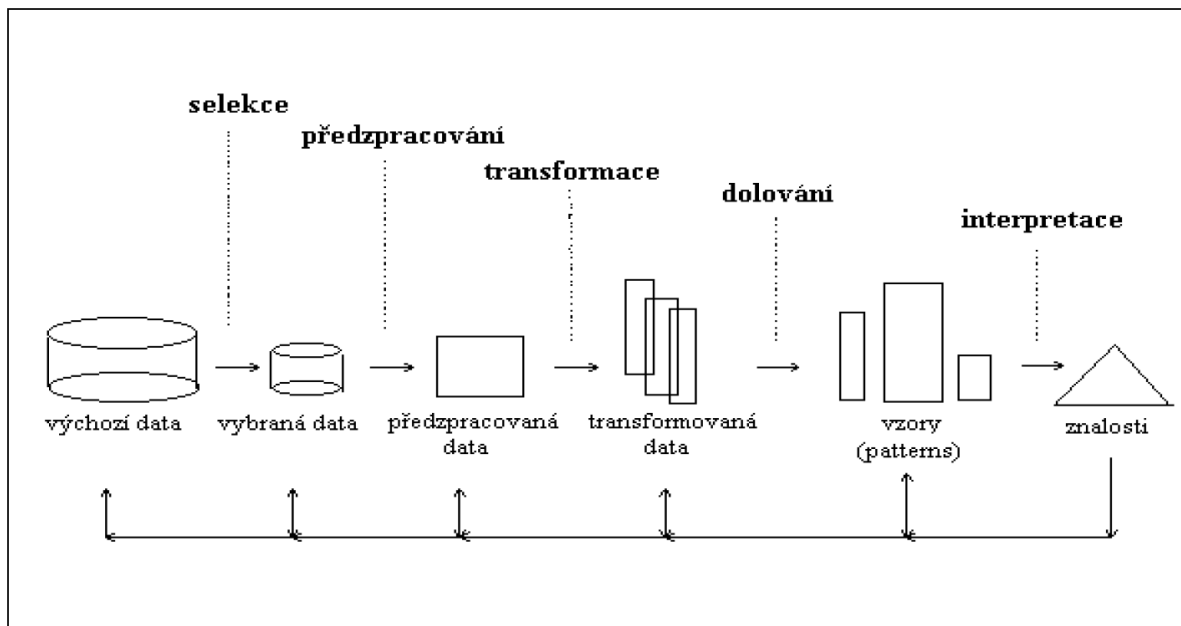 selekce
předzpracování
transformace
dolování
interpretace
výchozí data
vybraná data
předzpracovaná
data
transformovaná
data
vzory
(patterns)
znalosti